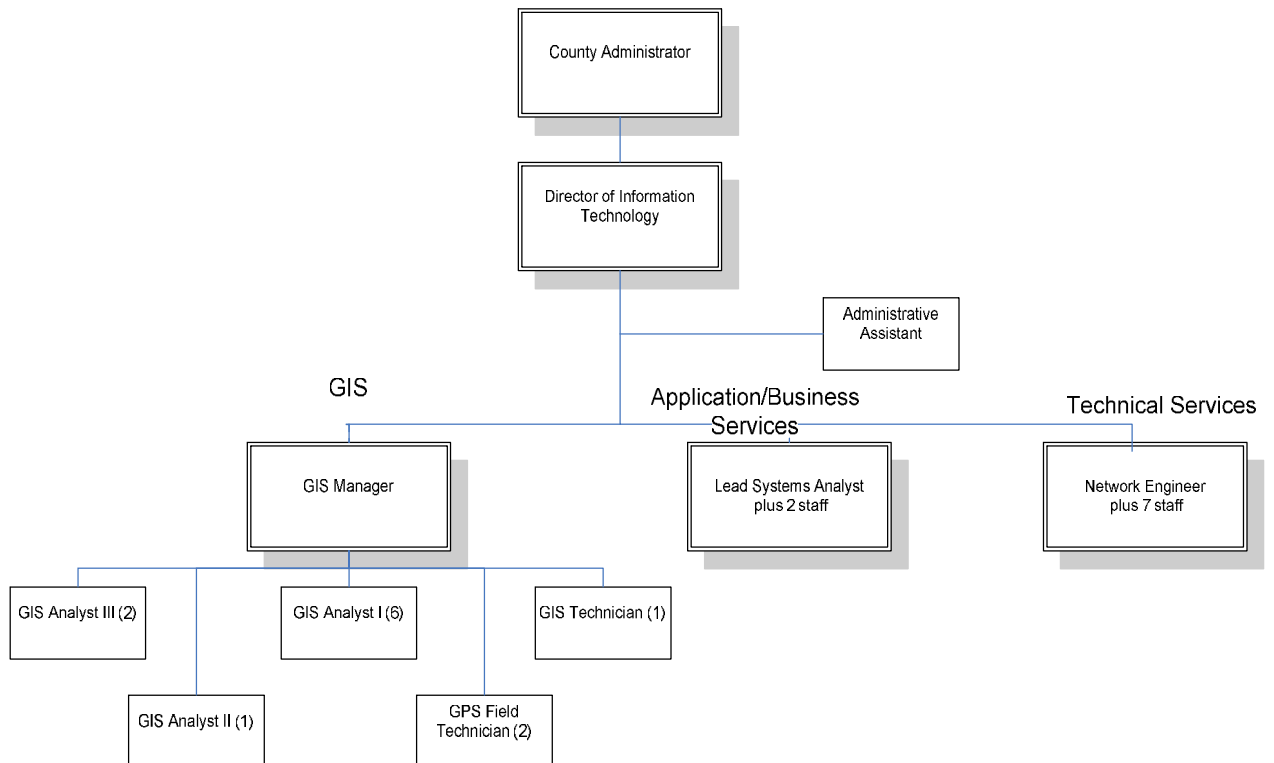 County Administrator
Director of Information
Technology
Administrative
Assistant
GIS
Application/Business
Services
Technical Services
GIS Manager
Lead Systems Analyst
plus 2 staff
Network Engineer
plus 7 staff
GIS Analyst III (2)
GIS Analyst I (6)
GIS Technician (1)
GIS Analyst II (1)
GPS Field
Technician (2)